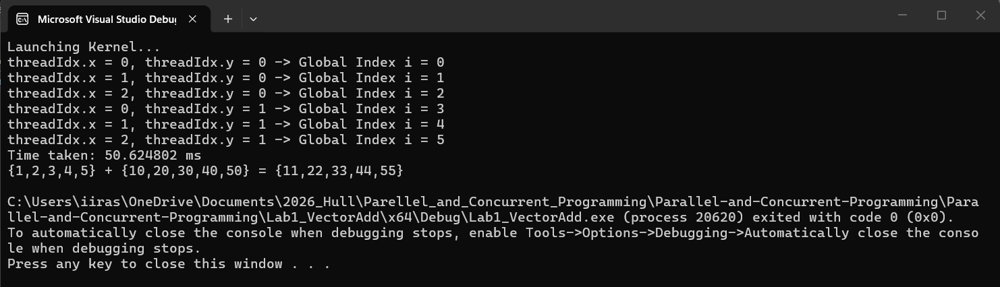 Microsoft Visual Studio Debug
Launching Kernel...
threadIdx.x = 0, threadIdx.y = 0 -> Global Index i = 0
threadIdx.x = 1, threadIdx.y = 0 -> Global Index i = 1
threadIdx.x = 2, threadIdx.y = 0 -> Global Index i = 2
threadIdx.x = 0, threadIdx.y = 1 -> Global Index i = 3
threadIdx.x = 1, threadIdx.y = 1 -> Global Index i = 4
threadIdx.x = 2, threadIdx.y = 1 -> Global Index i = 5
Time taken: 50.624802 ms
{1,2,3,4,5} + {10,20,30,40,50} = {11,22,33,44,55}
C:\Users\iiras\OneDrive\Documents\2026_Hull\Parellel_and_Concurrent_Programming\Parallel-and-Concurrent-Programming\Para
llel-and-Concurrent-Programming\Lab1_VectorAdd\x64\Debug\Lab1_VectorAdd.exe (process 20620) exited with code 0 (0x0).
To automatically close the console when debugging stops, enable Tools->Options->Debugging->Automatically close the conso
le when debugging stops.
Press any key to close this window . . .